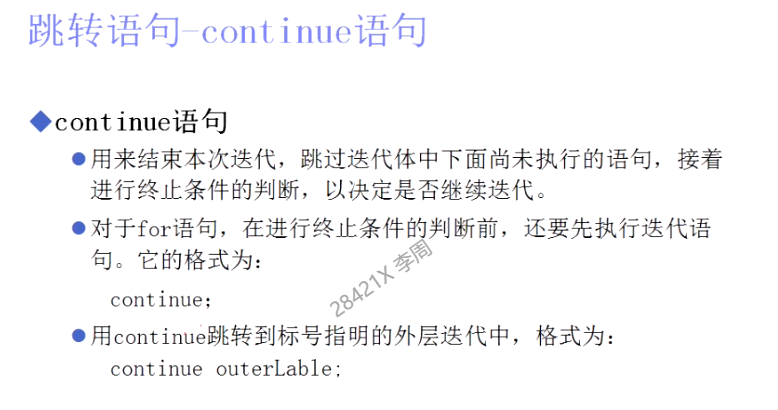 跳转语句-continue语句
continue语句
用来结束本次迭代，跳过迭代体中下面尚未执行的语句，接着
进行终止条件的判断，以决定是否继续迭代。
对于for语句，在进行终止条件的判断前，还要先执行迭代语
句。它的格式为：
continue;
28421X 李周
用continue跳转到标号指明的外层迭代中，格式为：
continue outerLable;